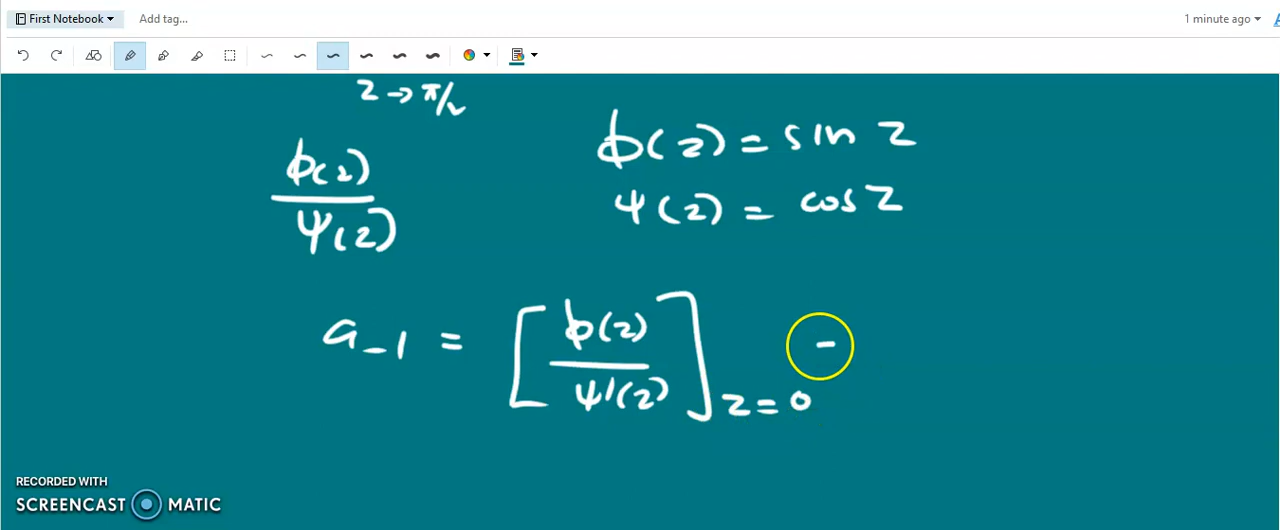 First Notebook Add tag... 1 minute ago
z → π/2
ϕ(z) = sin z
ϕ(z)
ψ(z)
ψ(z) = cos z
a₋₁ = [ϕ(z)/ψ'(z)] z=0 -
RECORDED WITH
SCREENCAST MATIC